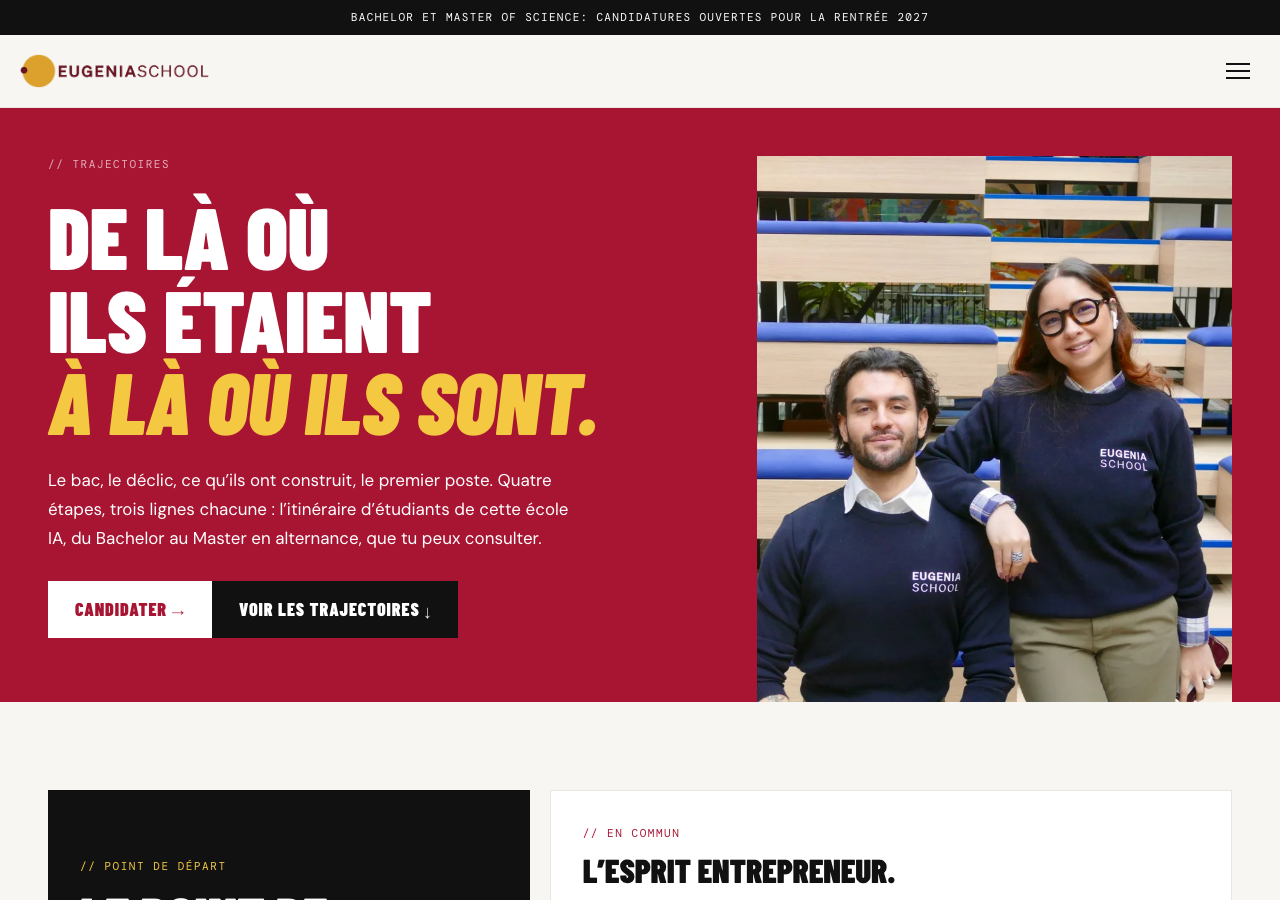 BACHELOR ET MASTER OF SCIENCE: CANDIDATURES OUVERTES POUR LA RENTRÉE 2027
EUGENIASCHOOL
// TRAJECTOIRES
DE LÀ OÙ
ILS ÉTAIENT
À LÀ OÙ ILS SONT.
Le bac, le déclic, ce qu’ils ont construit, le premier poste. Quatre
étapes, trois lignes chacune : l’itinéraire d’étudiants de cette école
IA, du Bachelor au Master en alternance, que tu peux consulter.
CANDIDATER →
VOIR LES TRAJECTOIRES ↓
EUGENIA
SCHOOL
EUGENIA
SCHOOL
// POINT DE DÉPART
// EN COMMUN
L’ESPRIT ENTREPRENEUR.